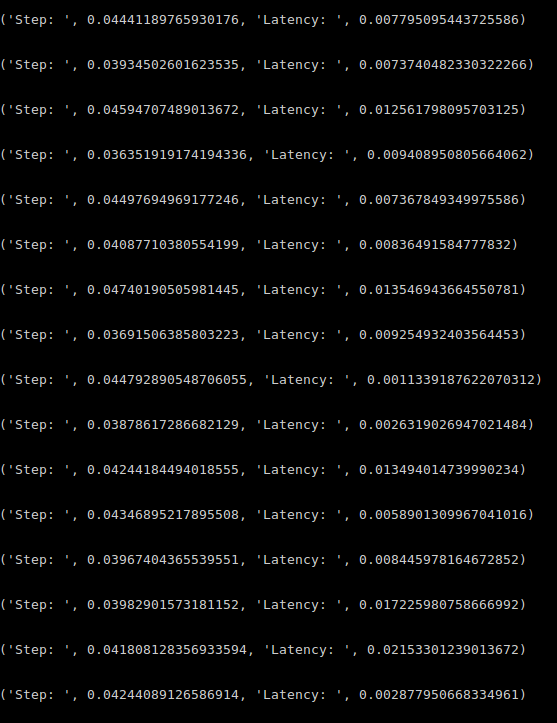 ('Step: ', 0.04441189765930176, 'Latency: ', 0.007795095443725586)
('Step: ', 0.03934502601623535, 'Latency: ', 0.0073740482330322266)
('Step: ', 0.04594707489013672, 'Latency: ', 0.012561798095703125)
('Step: ', 0.036351919174194336, 'Latency: ', 0.009408950805664062)
('Step: ', 0.04497694969177246, 'Latency: ', 0.007367849349975586)
('Step: ', 0.04087710380554199, 'Latency: ', 0.00836491584777832)
('Step: ', 0.04740190505981445, 'Latency: ', 0.013546943664550781)
('Step: ', 0.03691506385803223, 'Latency: ', 0.009254932403564453)
('Step: ', 0.044792890548706055, 'Latency: ', 0.0011339187622070312)
('Step: ', 0.03878617286682129, 'Latency: ', 0.0026319026947021484)
('Step: ', 0.04244184494018555, 'Latency: ', 0.013494014739990234)
('Step: ', 0.04346895217895508, 'Latency: ', 0.0058901309967041016)
('Step: ', 0.03967404365539551, 'Latency: ', 0.008445978164672852)
('Step: ', 0.03982901573181152, 'Latency: ', 0.017225980758666992)
('Step: ', 0.041808128356933594, 'Latency: ', 0.02153301239013672)
('Step: ', 0.04244089126586914, 'Latency: ', 0.002877950668334961)